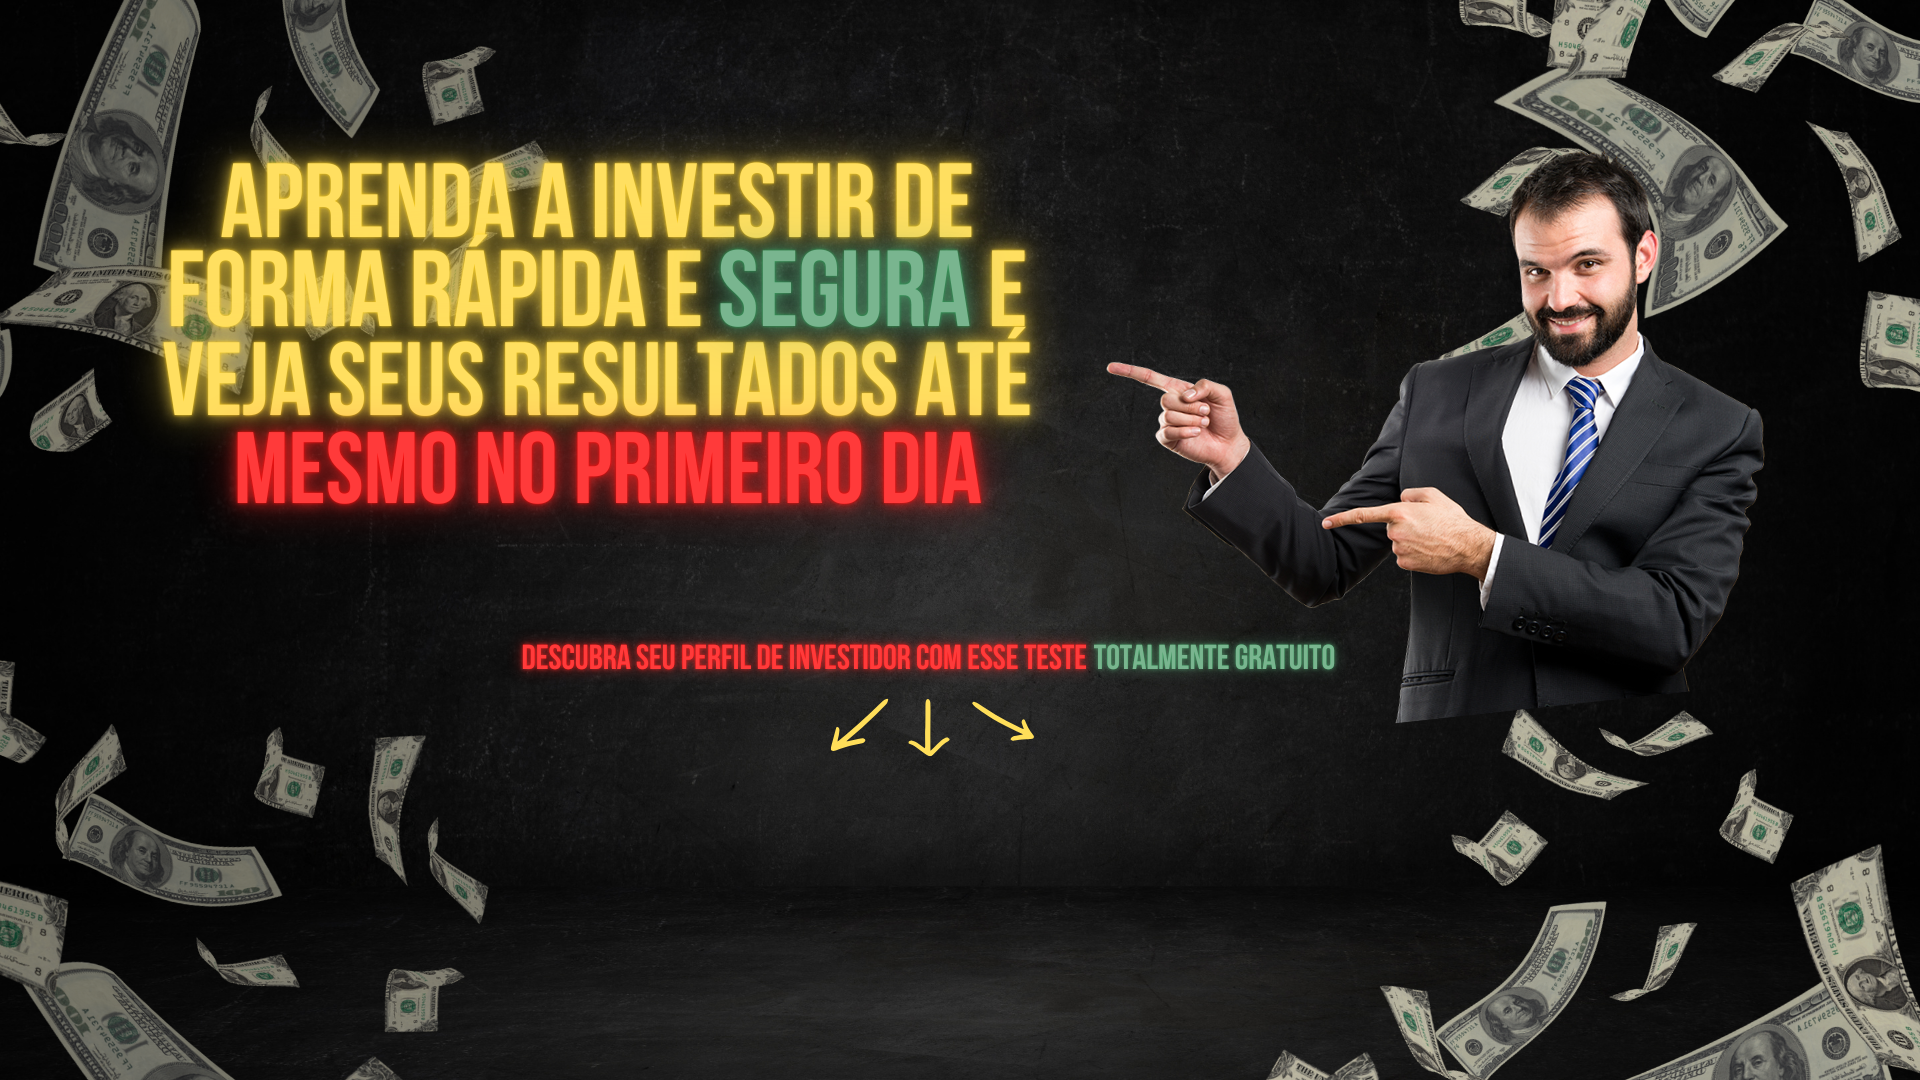 APRENDA A INVESTIR DE
FORMA RÁPIDA E SEGURA E
VEJA SEUS RESULTADOS ATÉ
MESMO NO PRIMEIRO DIA
DESCUBRA SEU PERFIL DE INVESTIDOR COM ESSE TESTE TOTALMENTE GRATUITO